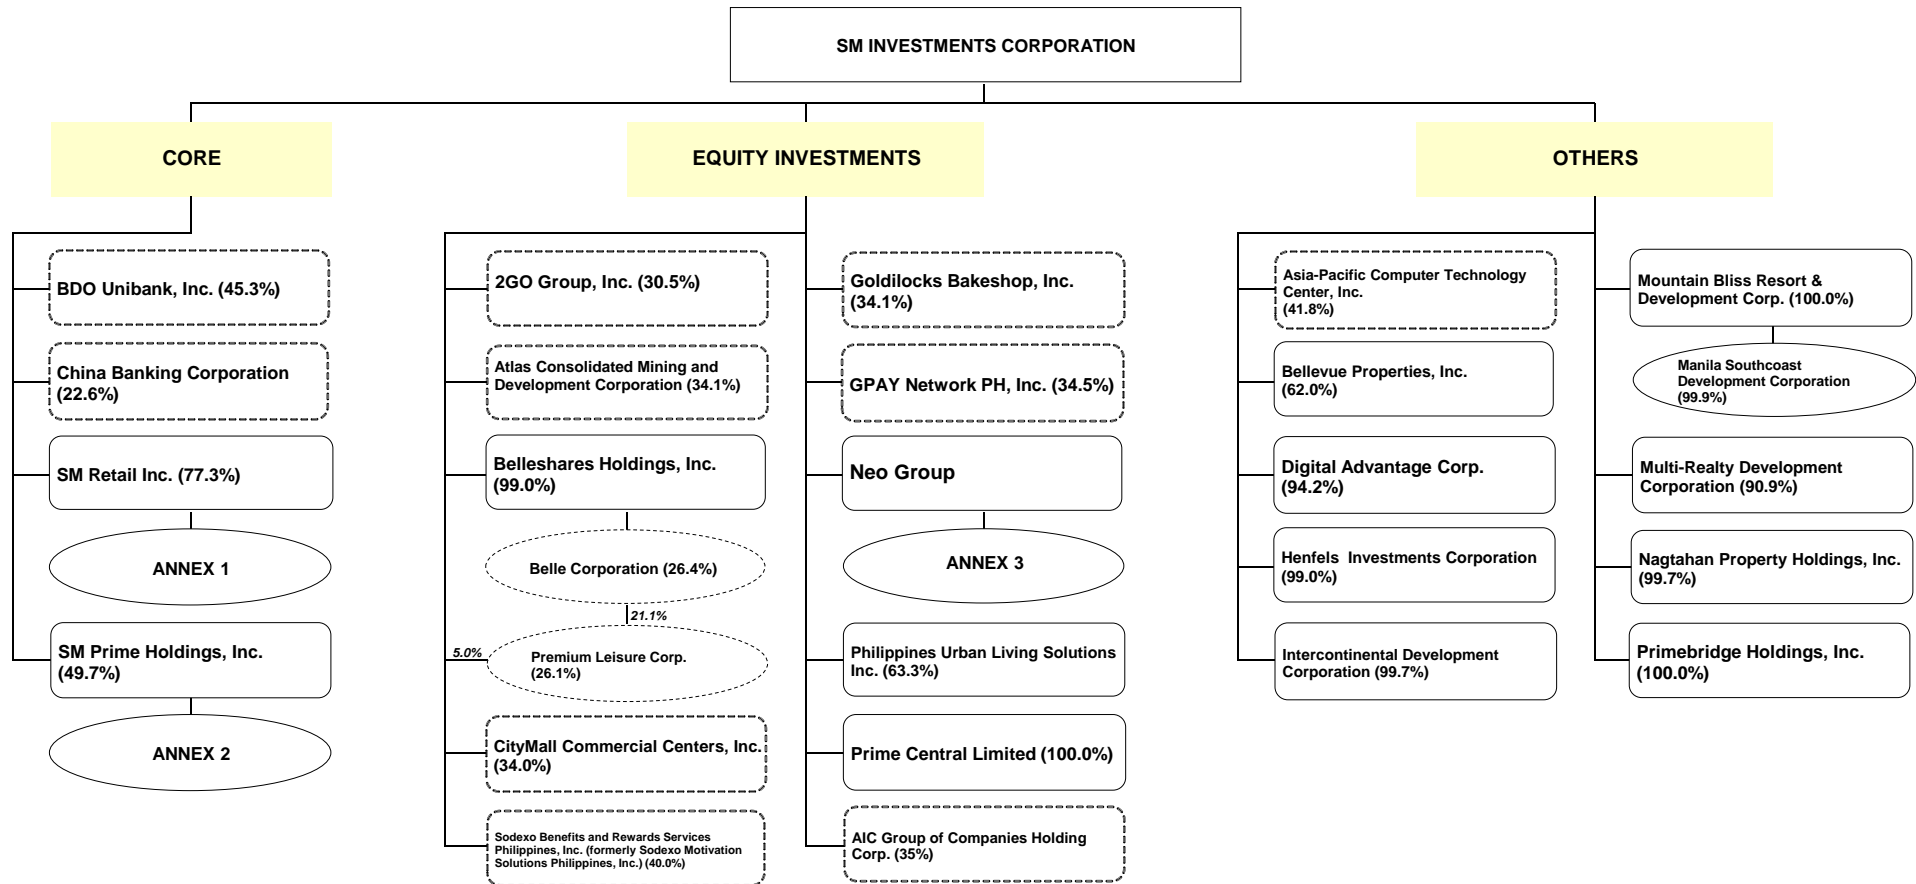 SM INVESTMENTS CORPORATION
CORE
EQUITY INVESTMENTS
OTHERS
BDO Unibank, Inc. (45.3%)
China Banking Corporation
(22.6%)
SM Retail Inc. (77.3%)
ANNEX 1
SM Prime Holdings, Inc.
(49.7%)
ANNEX 2
2GO Group, Inc. (30.5%)
Atlas Consolidated Mining and
Development Corporation (34.1%)
Belleshares Holdings, Inc.
(99.0%)
Belle Corporation (26.4%)
21.1%
5.0%
Premium Leisure Corp.
(26.1%)
CityMall Commercial Centers, Inc.
(34.0%)
Sodexo Benefits and Rewards Services
Philippines, Inc. (formerly Sodexo Motivation
Solutions Philippines, Inc.) (40.0%)
Goldilocks Bakeshop, Inc.
(34.1%)
GPAY Network PH, Inc. (34.5%)
Neo Group
ANNEX 3
Philippines Urban Living Solutions
Inc. (63.3%)
Prime Central Limited (100.0%)
AIC Group of Companies Holding
Corp. (35%)
Asia-Pacific Computer Technology
Center, Inc.
(41.8%)
Bellevue Properties, Inc.
(62.0%)
Digital Advantage Corp.
(94.2%)
Henfels Investments Corporation
(99.0%)
Intercontinental Development
Corporation (99.7%)
Mountain Bliss Resort &
Development Corp. (100.0%)
Manila Southcoast
Development Corporation
(99.9%)
Multi-Realty Development
Corporation (90.9%)
Nagtahan Property Holdings, Inc.
(99.7%)
Primebridge Holdings, Inc.
(100.0%)